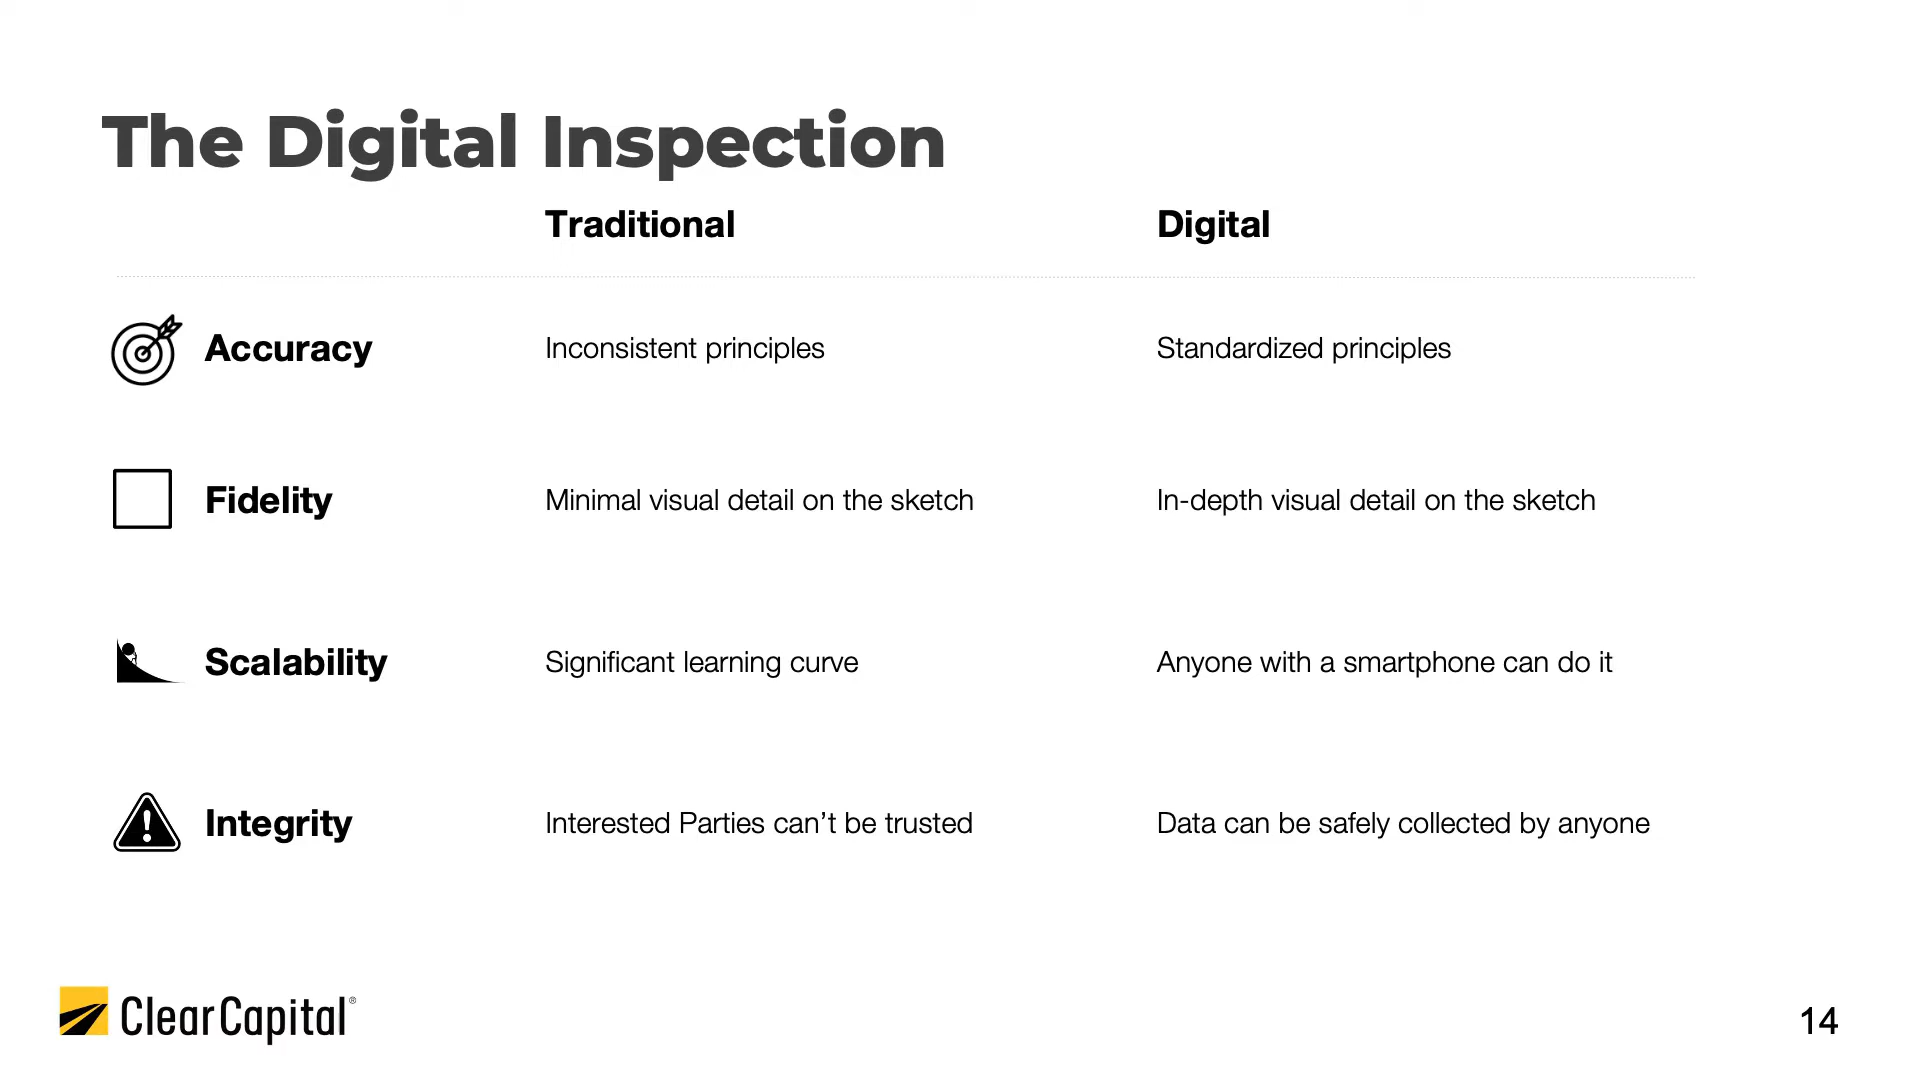 The Digital Inspection
Traditional Digital
Accuracy Inconsistent principles Standardized principles
Fidelity Minimal visual detail on the sketch In-depth visual detail on the sketch
Scalability Significant learning curve Anyone with a smartphone can do it
Integrity Interested Parties can’t be trusted Data can be safely collected by anyone
ClearCapital®
14